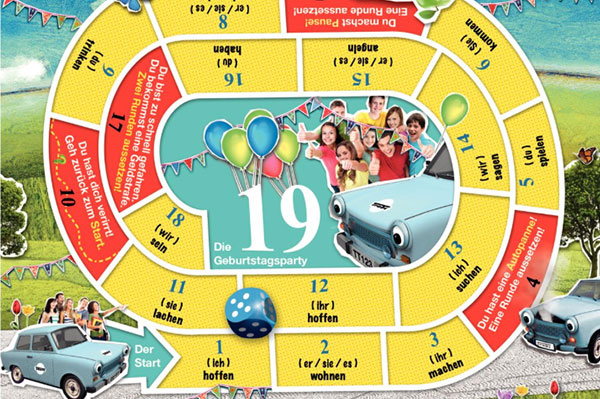 Der
Start
1
(ich)
hoffen
2
(er / sie / es)
wohnen
3
(ihr)
machen
4
Du hast eine Autopanne!
Eine Runde aussetzen!
5
(du)
spielen
6
(Sie)
kommen
Du machst Pause!
Eine Runde aussetzen!
8
(er / sie / es)
9
(du)
trinken
10
Du hast dich verirrt!
Geh zurück zum Start.
11
(sie)
lachen
12
(ihr)
hoffen
13
(ich)
suchen
14
(wir)
sagen
15
(er / sie / es)
angeln
16
(du)
haben
17
Du bist zu schnell gefahren.
Du bekommst eine Geldstrafe.
Zwei Runden aussetzen!
18
(wir)
sein
19
Die
Geburtstagsparty
TT123